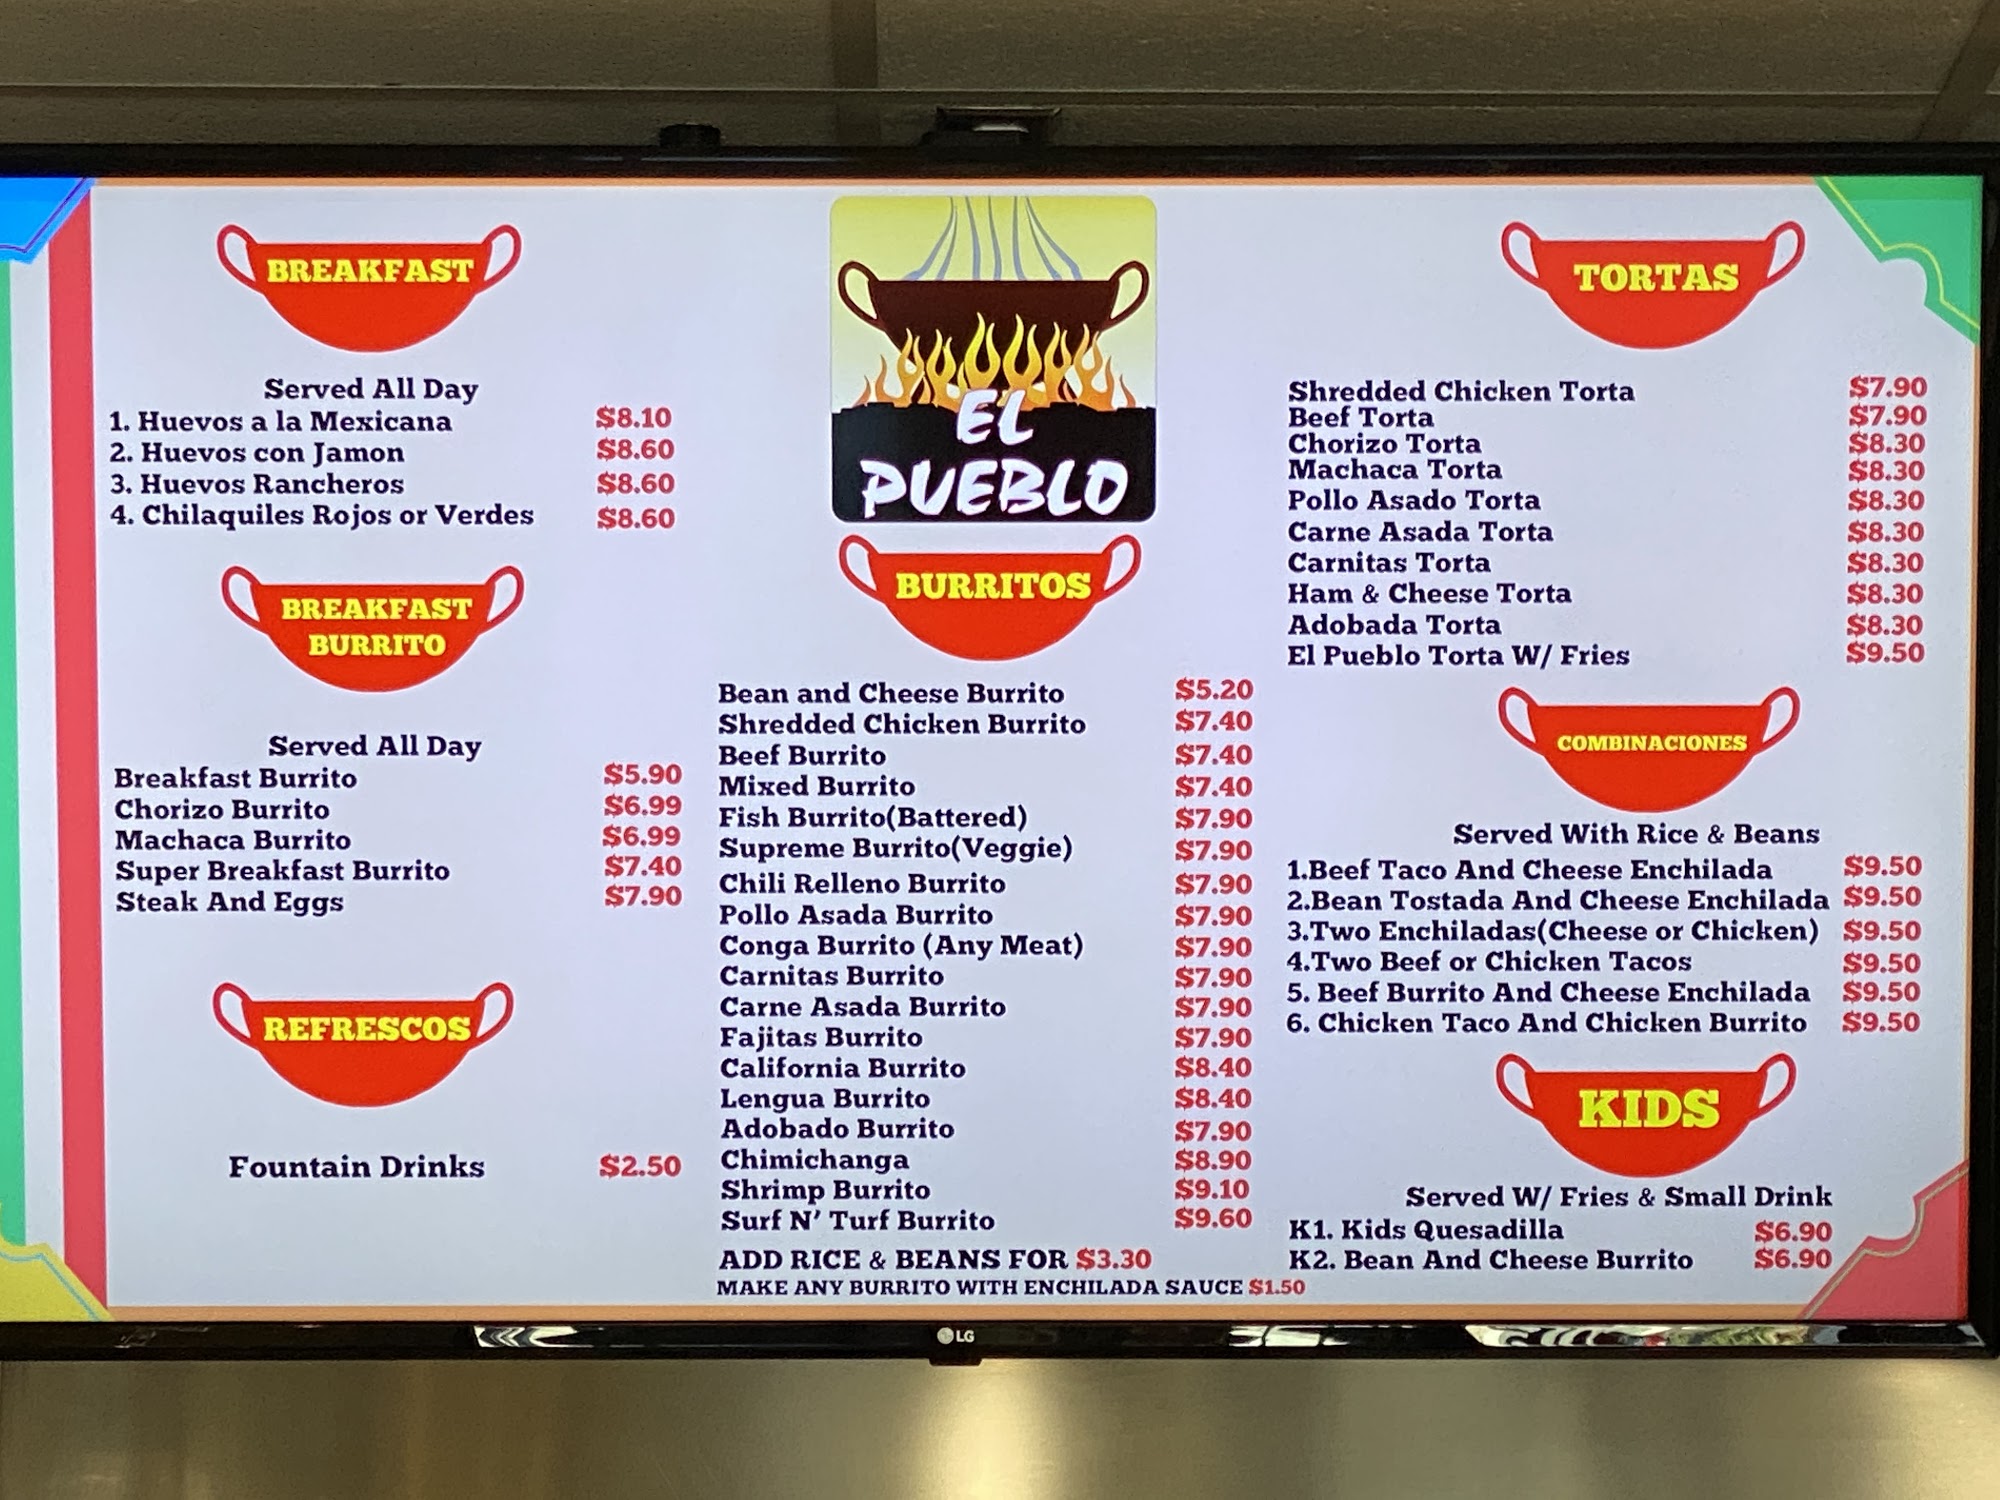 BREAKFAST
Served All Day
1. Huevos a la Mexicana $8.10
2. Huevos con Jamon $8.60
3. Huevos Rancheros $8.60
4. Chilaquiles Rojos or Verdes $8.60
BREAKFAST
BURRITO
Served All Day
Breakfast Burrito $5.90
Chorizo Burrito $6.99
Machaca Burrito $6.99
Super Breakfast Burrito $7.40
Steak And Eggs $7.90
REFRESCOS
Fountain Drinks $2.50
EL
PUEBLO
BURRITOS
Bean and Cheese Burrito $5.20
Shredded Chicken Burrito $7.40
Beef Burrito $7.40
Mixed Burrito $7.40
Fish Burrito(Battered) $7.90
Supreme Burrito(Veggie) $7.90
Chili Relleno Burrito $7.90
Pollo Asada Burrito $7.90
Conga Burrito (Any Meat) $7.90
Carnitas Burrito $7.90
Carne Asada Burrito $7.90
Fajitas Burrito $7.90
California Burrito $8.40
Lengua Burrito $8.40
Adobado Burrito $7.90
Chimichanga $8.90
Shrimp Burrito $9.10
Surf N' Turf Burrito $9.60
ADD RICE & BEANS FOR $3.30
MAKE ANY BURRITO WITH ENCHILADA SAUCE $1.50
TORTAS
Shredded Chicken Torta $7.90
Beef Torta $7.90
Chorizo Torta $8.30
Machaca Torta $8.30
Pollo Asado Torta $8.30
Carne Asada Torta $8.30
Carnitas Torta $8.30
Ham & Cheese Torta $8.30
Adobada Torta $8.30
El Pueblo Torta W/ Fries $9.50
COMBINACIONES
Served With Rice & Beans
1.Beef Taco And Cheese Enchilada $9.50
2.Bean Tostada And Cheese Enchilada $9.50
3.Two Enchiladas(Cheese or Chicken) $9.50
4.Two Beef or Chicken Tacos $9.50
5. Beef Burrito And Cheese Enchilada $9.50
6. Chicken Taco And Chicken Burrito $9.50
KIDS
Served W/ Fries & Small Drink
K1. Kids Quesadilla $6.90
K2. Bean And Cheese Burrito $6.90
LG